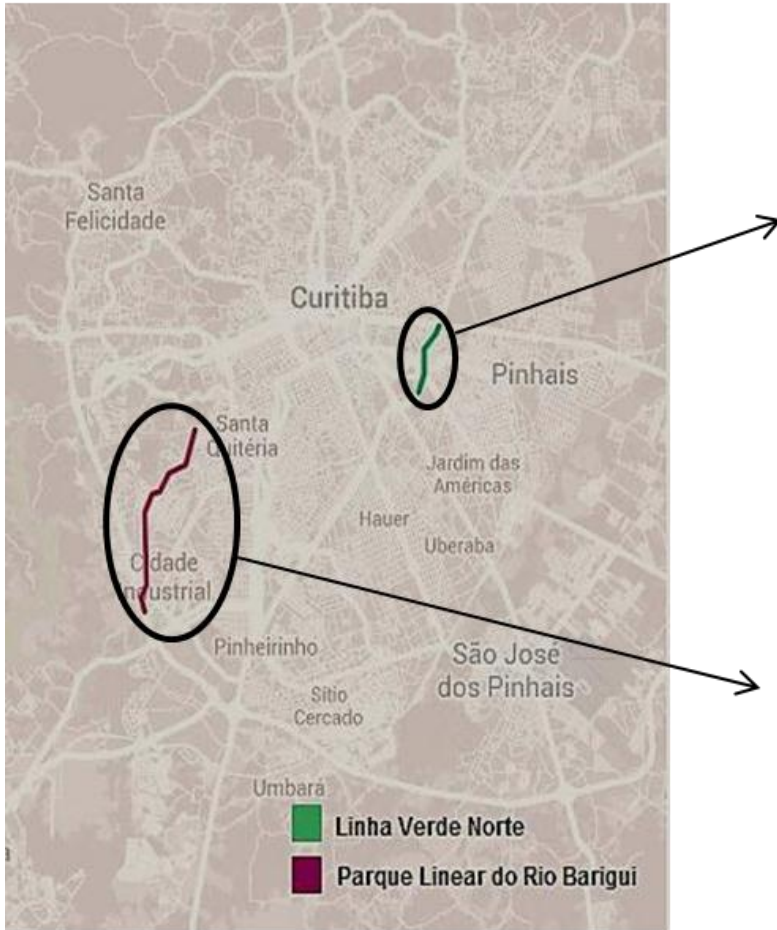 Santa
Felicidade
Curitiba
Pinhais
Santa
Quitéria
Jardim das
Américas
Hauer
Uberaba
Cidade
Industrial
Pinheirinho
São José
dos Pinhais
Sítio
Cercado
Umbará
Linha Verde Norte
Parque Linear do Rio Barigui